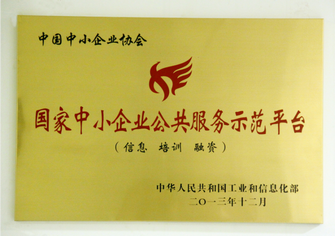 中国中小企业协会
国家中小企业公共服务示范平台
(信息 培训 融资)
中华人民共和国工业和信息化部
二〇一三年十二月